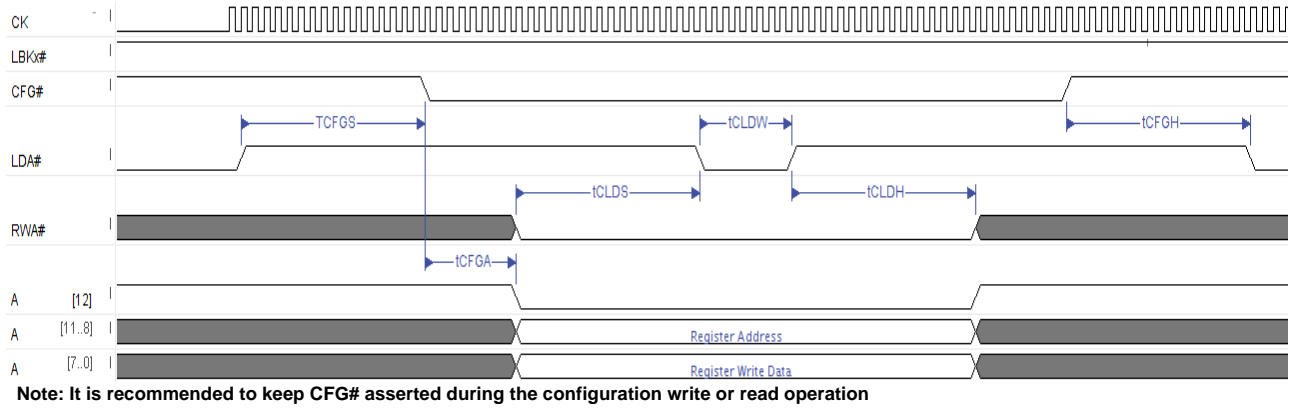 CK
LBKx#
CFG#
TCFGS
tCLDW
tCFGH
LDA#
tCLDS
tCLDH
RWA#
tCFGA
A [12]
A [11..8] Register Address
A [7..0] Register Write Data
Note: It is recommended to keep CFG# asserted during the configuration write or read operation